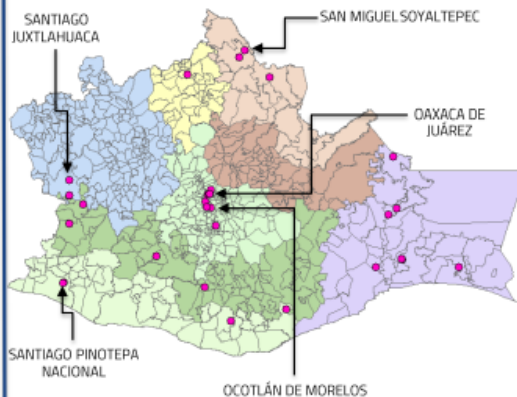 SANTIAGO
JUXTLAHUACA
SAN MIGUEL SOYALTEPEC
OAXACA DE
JUÁREZ
SANTIAGO PINOTEPA
NACIONAL
OCOTLÁN DE MORELOS